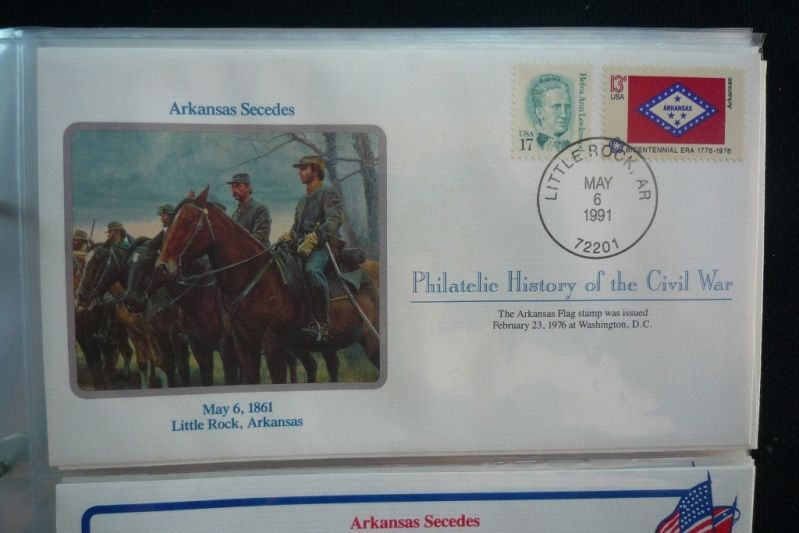 Arkansas Secedes
USA
17
Belva Ann Lockwood
13c
USA
ARKANSAS
Arkansas
BICENTENNIAL ERA 1776-1976
LITTLE ROCK, AR
MAY
6
1991
72201
Philatelic History of the Civil War
The Arkansas Flag stamp was issued
February 23, 1976 at Washington, D.C.
May 6, 1861
Little Rock, Arkansas
Arkansas Secedes